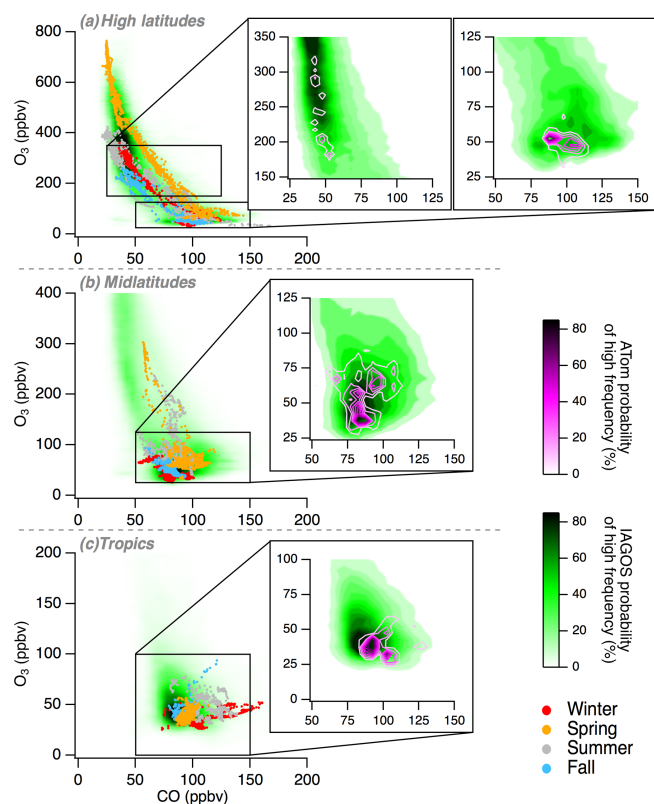 (a) High latitudes
800
600
400
200
0
O3 (ppbv)
0 50 100 150 200
350
300
250
200
150
25 50 75 100 125
150
125
100
75
50
25
50 75 100 125 150
(b) Midlatitudes
400
300
200
100
0
O3 (ppbv)
0 50 100 150 200
125
100
75
50
25
50 75 100 125 150
(c)Tropics
200
150
100
50
0
O3 (ppbv)
0 50 100 150 200
CO (ppbv)
100
75
50
25
0
50 75 100 125 150
80
60
40
20
0
ATom probability
of high frequency (%)
80
60
40
20
0
IAGOS probability
of high frequency (%)
Winter
Spring
Summer
Fall